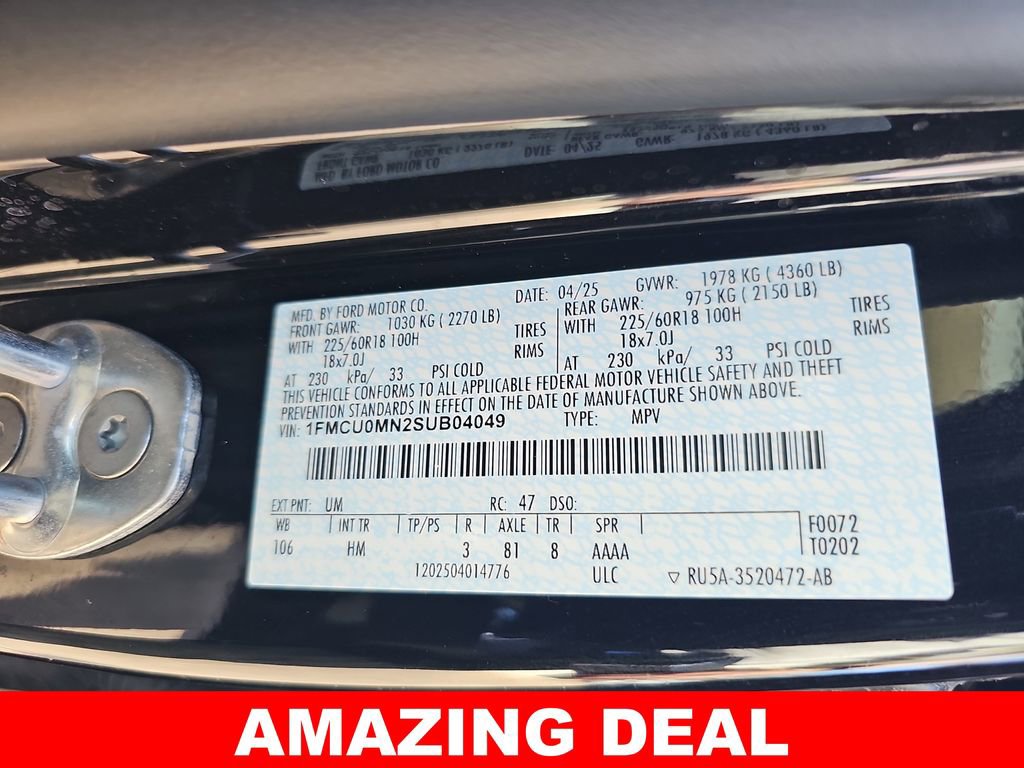 MFD. BY FORD MOTOR CO. DATE: 04/25 GVWR: 1978 KG ( 4360 LB)
FRONT GAWR: 1030 KG ( 2270 LB) REAR GAWR: 975 KG ( 2150 LB)
WITH 225/60R18 100H TIRES WITH 225/60R18 100H TIRES
18x7.0J RIMS 18x7.0J RIMS
AT 230 kPa/ 33 PSI COLD AT 230 kPa/ 33 PSI COLD
THIS VEHICLE CONFORMS TO ALL APPLICABLE FEDERAL MOTOR VEHICLE SAFETY AND THEFT
PREVENTION STANDARDS IN EFFECT ON THE DATE OF MANUFACTURE SHOWN ABOVE.
VIN: 1FMCU0MN2SUB04049 TYPE: MPV
EXT PNT: UM RC: 47 DSO:
WB INT TR TP/PS R AXLE TR SPR F0072
106 HM 3 81 8 AAAA T0202
1202504014776 ULC ▽ RU5A-3520472-AB
AMAZING DEAL